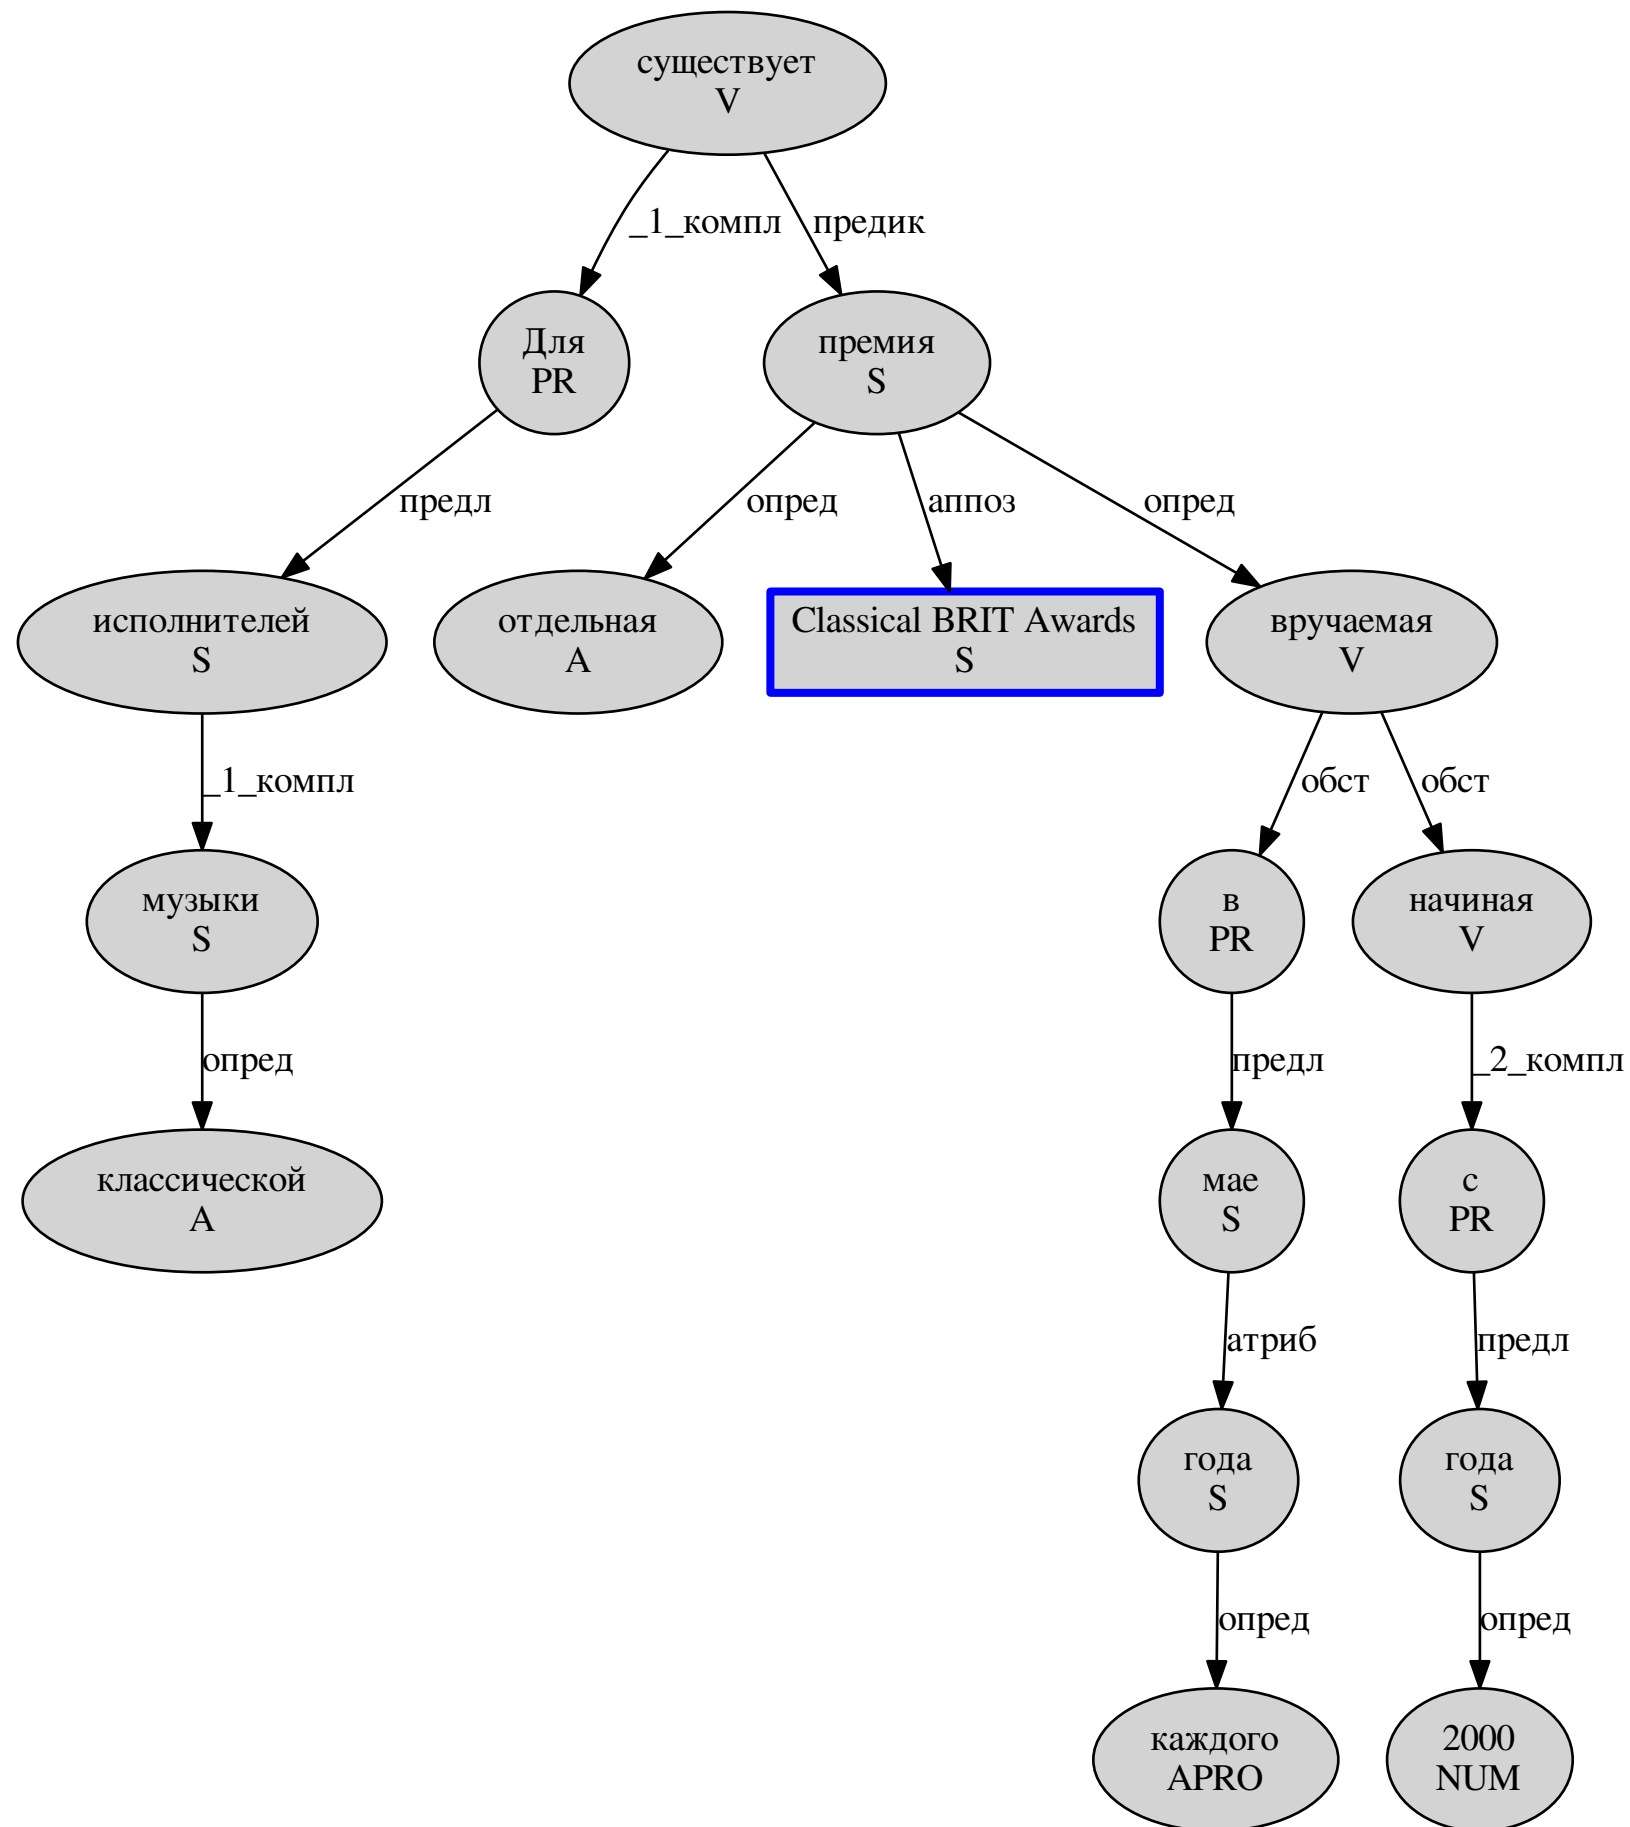 существует
V
_1_компл
предик
Для
PR
премия
S
предл
опред
аппоз
опред
исполнителей
S
отдельная
A
Classical BRIT Awards
S
вручаемая
V
_1_компл
обст
обст
музыки
S
в
PR
начиная
V
опред
предл
_2_компл
классической
A
мае
S
с
PR
атриб
предл
года
S
года
S
опред
опред
каждого
APRO
2000
NUM